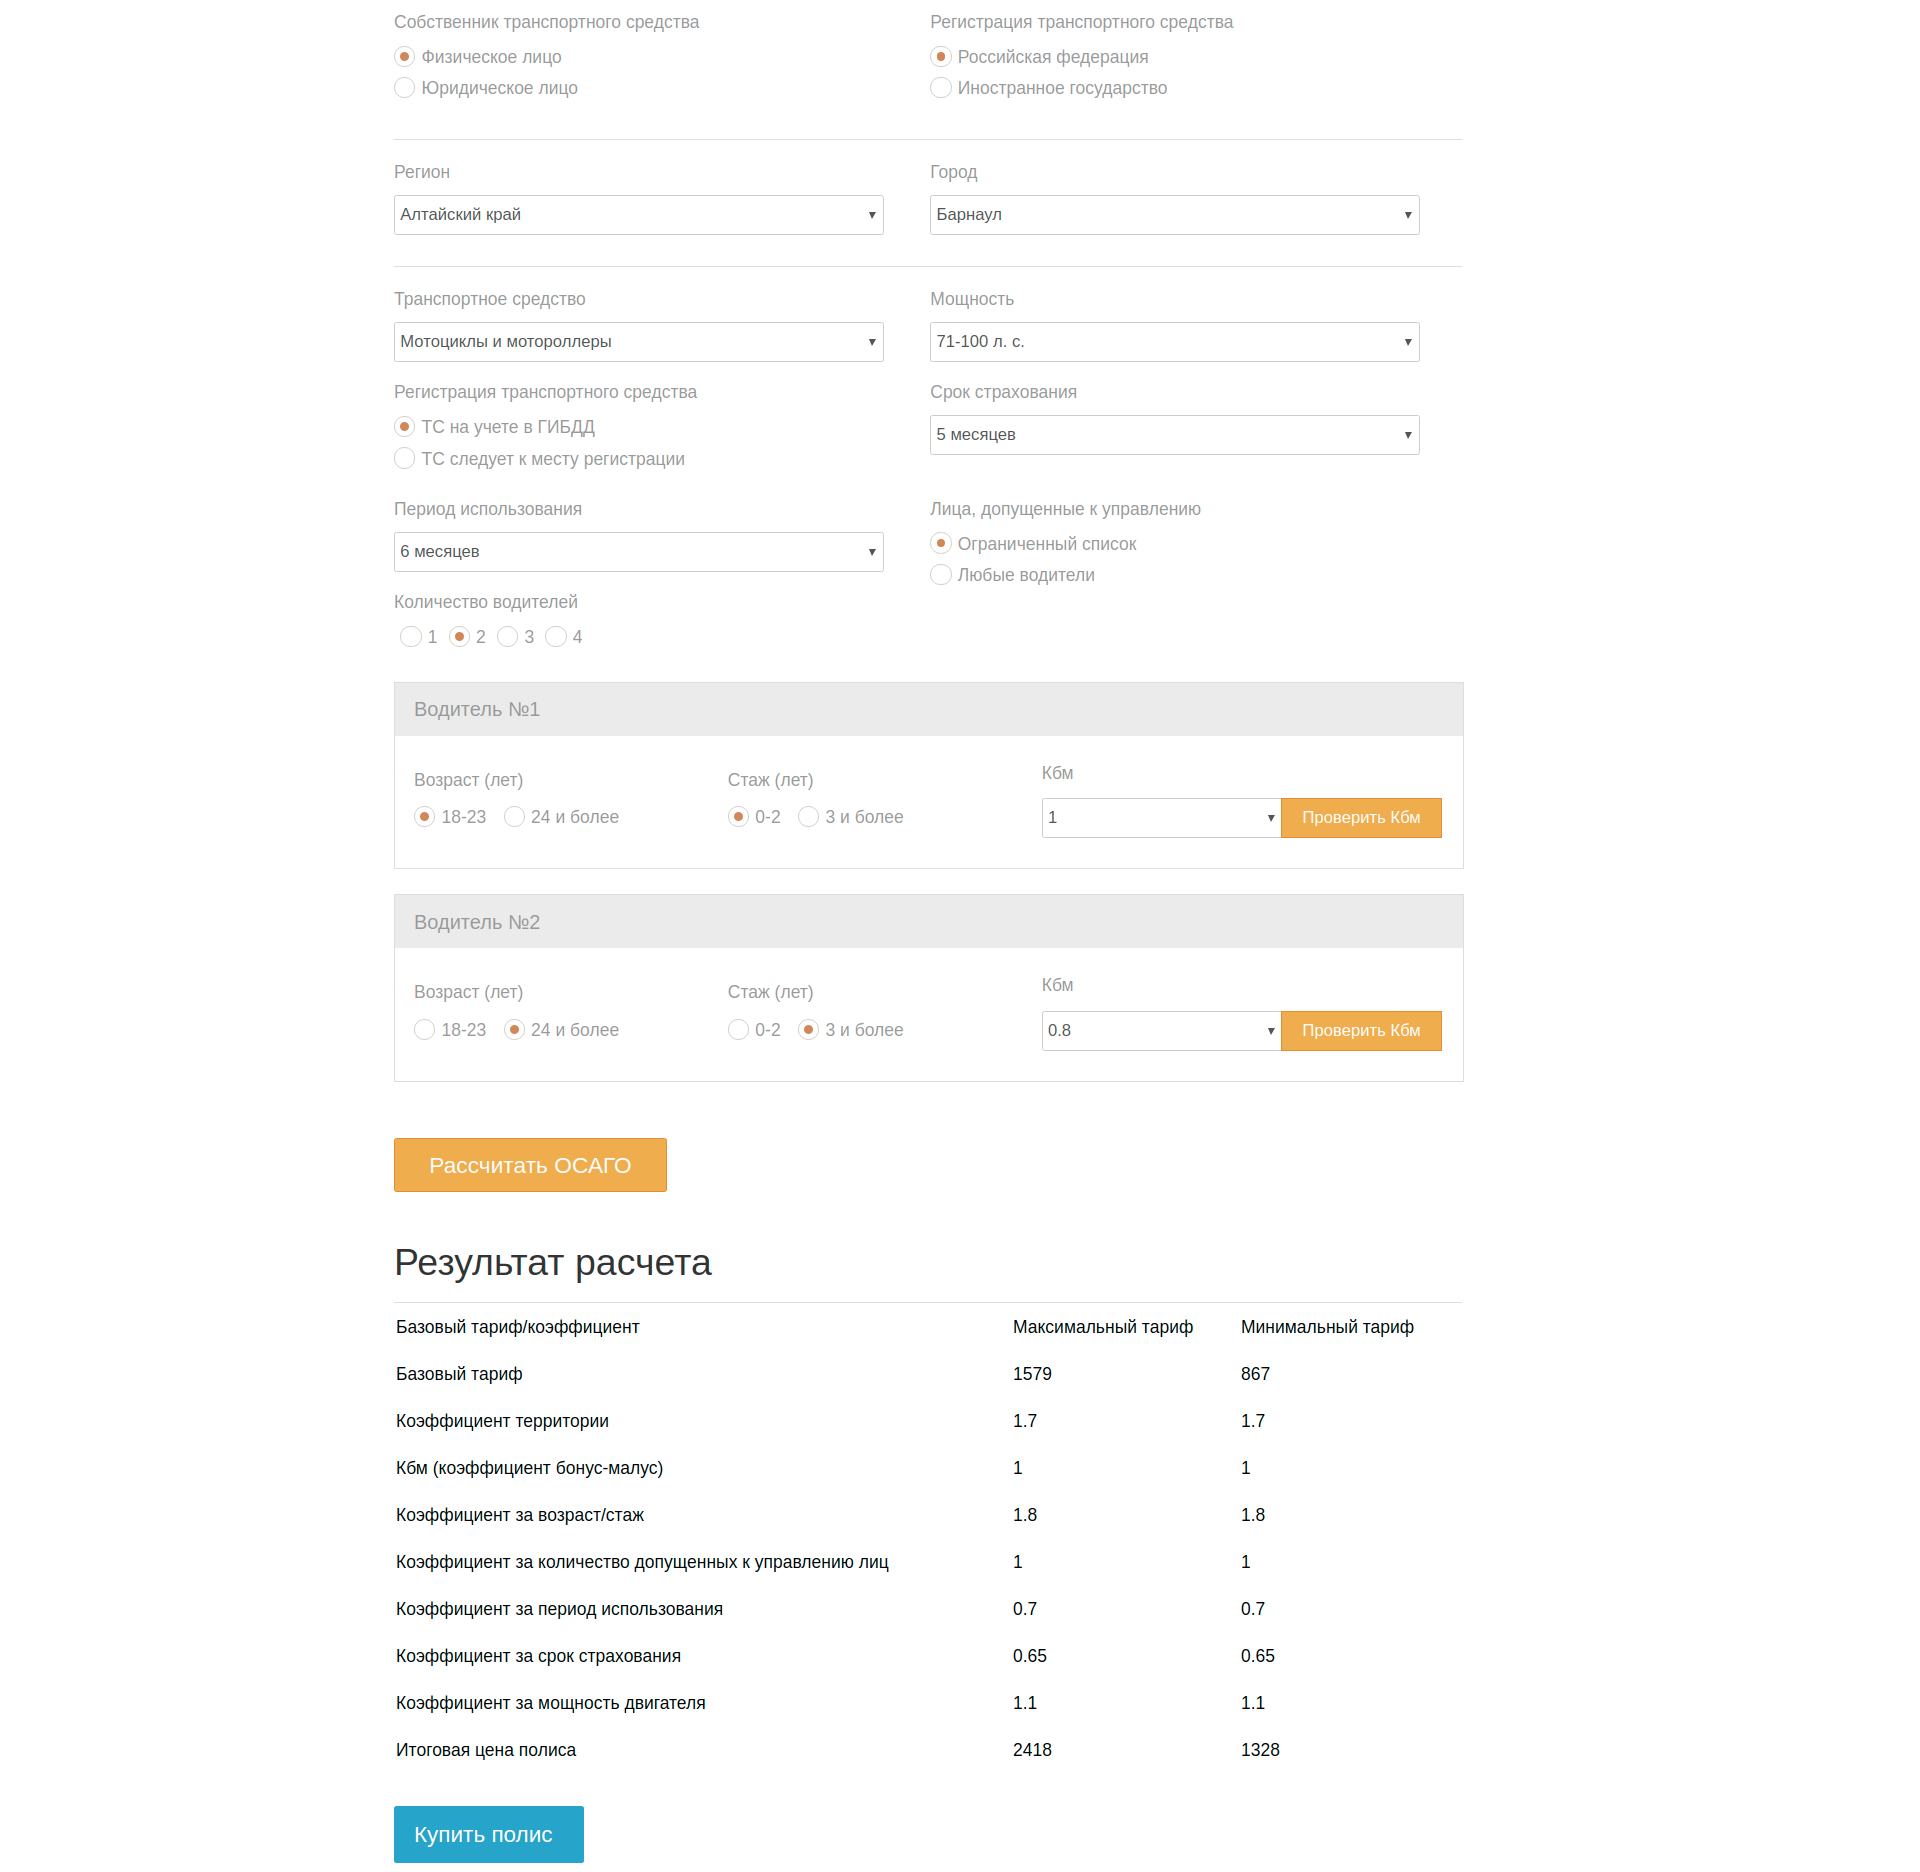 Собственник транспортного средства
Регистрация транспортного средства
Физическое лицо
Российская федерация
Юридическое лицо
Иностранное государство
Регион
Город
Алтайский край
Барнаул
Транспортное средство
Мощность
Мотоциклы и мотороллеры
71-100 л. с.
Регистрация транспортного средства
Срок страхования
ТС на учете в ГИБДД
5 месяцев
ТС следует к месту регистрации
Период использования
Лица, допущенные к управлению
6 месяцев
Ограниченный список
Любые водители
Количество водителей
1 2 3 4
Водитель №1
Возраст (лет)
Стаж (лет)
Кбм
18-23 24 и более
0-2 3 и более
1
Проверить Кбм
Водитель №2
Возраст (лет)
Стаж (лет)
Кбм
18-23 24 и более
0-2 3 и более
0.8
Проверить Кбм
Рассчитать ОСАГО
Результат расчета
Базовый тариф/коэффициент Максимальный тариф Минимальный тариф
Базовый тариф 1579 867
Коэффициент территории 1.7 1.7
Кбм (коэффициент бонус-малус) 1 1
Коэффициент за возраст/стаж 1.8 1.8
Коэффициент за количество допущенных к управлению лиц 1 1
Коэффициент за период использования 0.7 0.7
Коэффициент за срок страхования 0.65 0.65
Коэффициент за мощность двигателя 1.1 1.1
Итоговая цена полиса 2418 1328
Купить полис